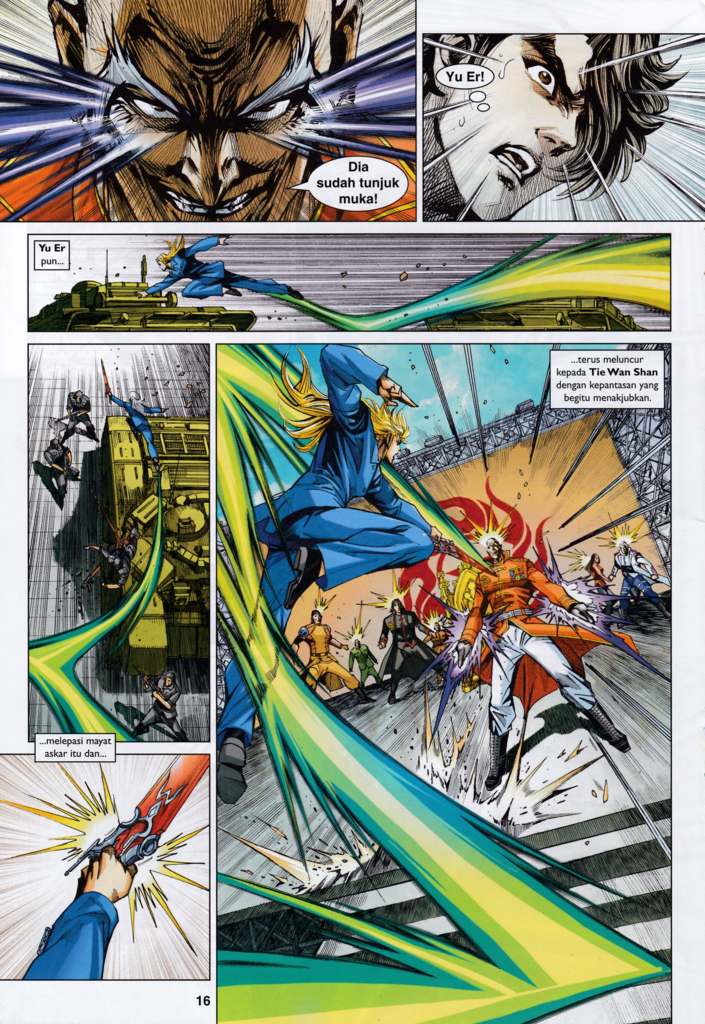 Dia
sudah tunjuk
muka!
Yu Er!
Yu Er
pun...
...melepasi mayat
askar itu dan...
...terus meluncur
kepada Tie Wan Shan
dengan kepantasan yang
begitu menakjubkan.
16